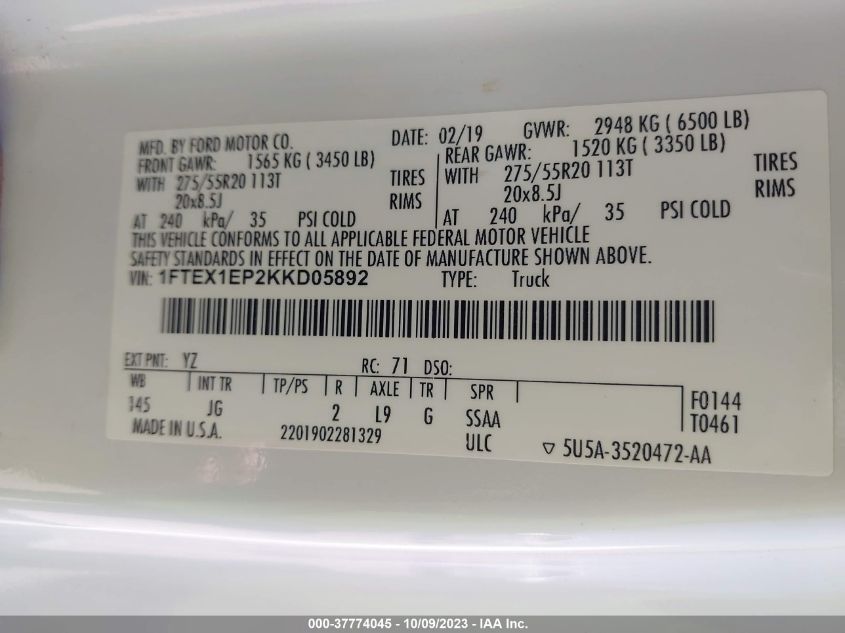 MFD. BY FORD MOTOR CO. DATE: 02/19 GVWR: 2948 KG ( 6500 LB)
FRONT GAWR: 1565 KG ( 3450 LB) REAR GAWR: 1520 KG ( 3350 LB)
WITH 275/55R20 113T TIRES WITH 275/55R20 113T TIRES
20x8.5J RIMS 20x8.5J RIMS
AT 240 kPa/ 35 PSI COLD AT 240 kPa/ 35 PSI COLD
THIS VEHICLE CONFORMS TO ALL APPLICABLE FEDERAL MOTOR VEHICLE
SAFETY STANDARDS IN EFFECT ON THE DATE OF MANUFACTURE SHOWN ABOVE.
VIN: 1FTEX1EP2KKD05892 TYPE: Truck
EXT PNT: YZ RC: 71 DSO:
WB INT TR TP/PS R AXLE TR SPR F0144
145 JG 2 L9 G SSAA T0461
MADE IN U.S.A. 2201902281329 ULC ▽ 5U5A-3520472-AA
000-37774045 - 10/09/2023 - IAA Inc.